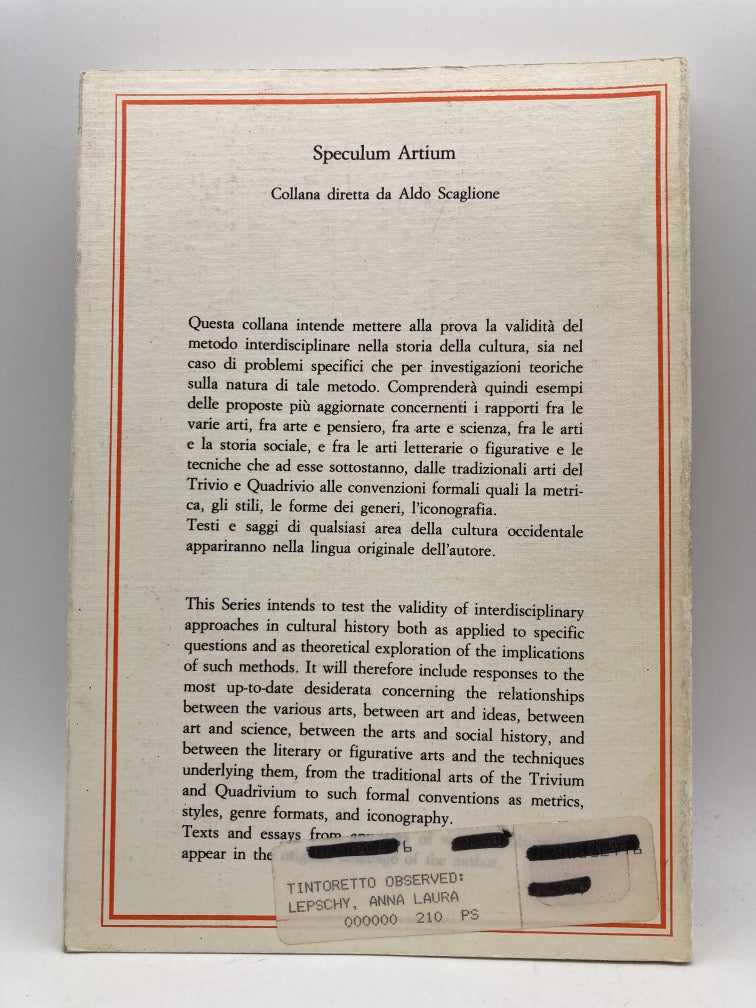 Speculum Artium
Collana diretta da Aldo Scaglione
Questa collana intende mettere alla prova la validità del
metodo interdisciplinare nella storia della cultura, sia nel
caso di problemi specifici che per investigazioni teoriche
sulla natura di tale metodo. Comprenderà quindi esempi
delle proposte più aggiornate concernenti i rapporti fra le
varie arti, fra arte e pensiero, fra arte e scienza, fra le arti
e la storia sociale, e fra le arti letterarie o figurative e le
tecniche che ad esse sottostanno, dalle tradizionali arti del
Trivio e Quadrivio alle convenzioni formali quali la metri-
ca, gli stili, le forme dei generi, l'iconografia.
Testi e saggi di qualsiasi area della cultura occidentale
appariranno nella lingua originale dell'autore.
This Series intends to test the validity of interdisciplinary
approaches in cultural history both as applied to specific
questions and as theoretical exploration of the implications
of such methods. It will therefore include responses to the
most up-to-date desiderata concerning the relationships
between the various arts, between art and ideas, between
art and science, between the arts and social history, and
between the literary or figurative arts and the techniques
underlying them, from the traditional arts of the Trivium
and Quadrivium to such formal conventions as metrics,
styles, genre formats, and iconography.
Texts and essays from of
appear in the original language of the author.
6
6
TINTORETTO OBSERVED:
LEPSCHY, ANNA LAURA
000000 210 PS